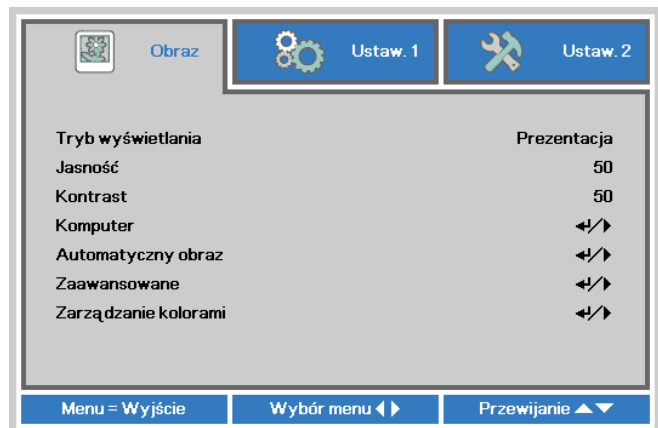 Obraz Ustaw. 1 Ustaw. 2
Tryb wyświetlania Prezentacja
Jasność 50
Kontrast 50
Komputer
Automatyczny obraz
Zaawansowane
Zarządzanie kolorami
Menu = Wyjście Wybór menu Przewijanie